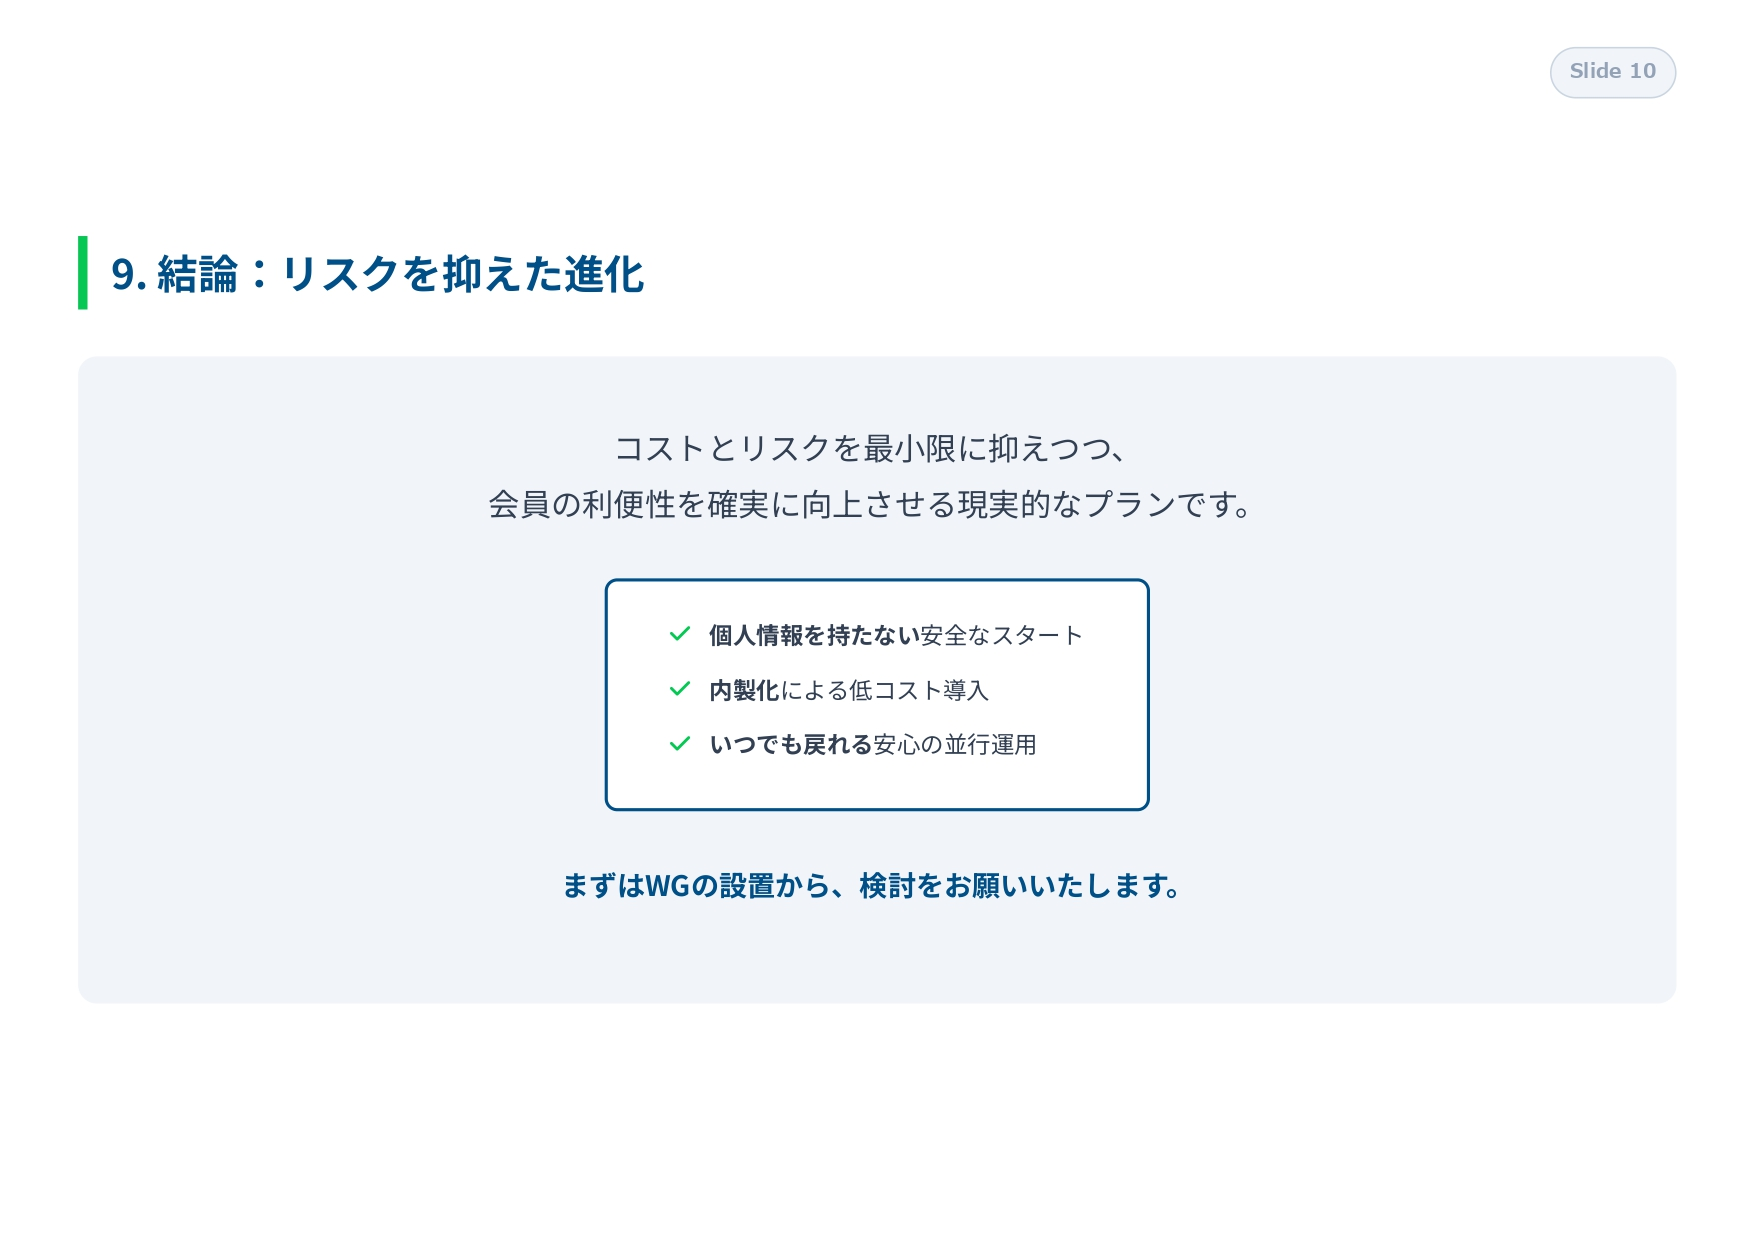 Slide 10
9. 結論：リスクを抑えた進化
コストとリスクを最小限に抑えつつ、
会員の利便性を確実に向上させる現実的なプランです。
個人情報を持たない安全なスタート
内製化による低コスト導入
いつでも戻れる安心の並行運用
まずはWGの設置から、検討をお願いいたします。